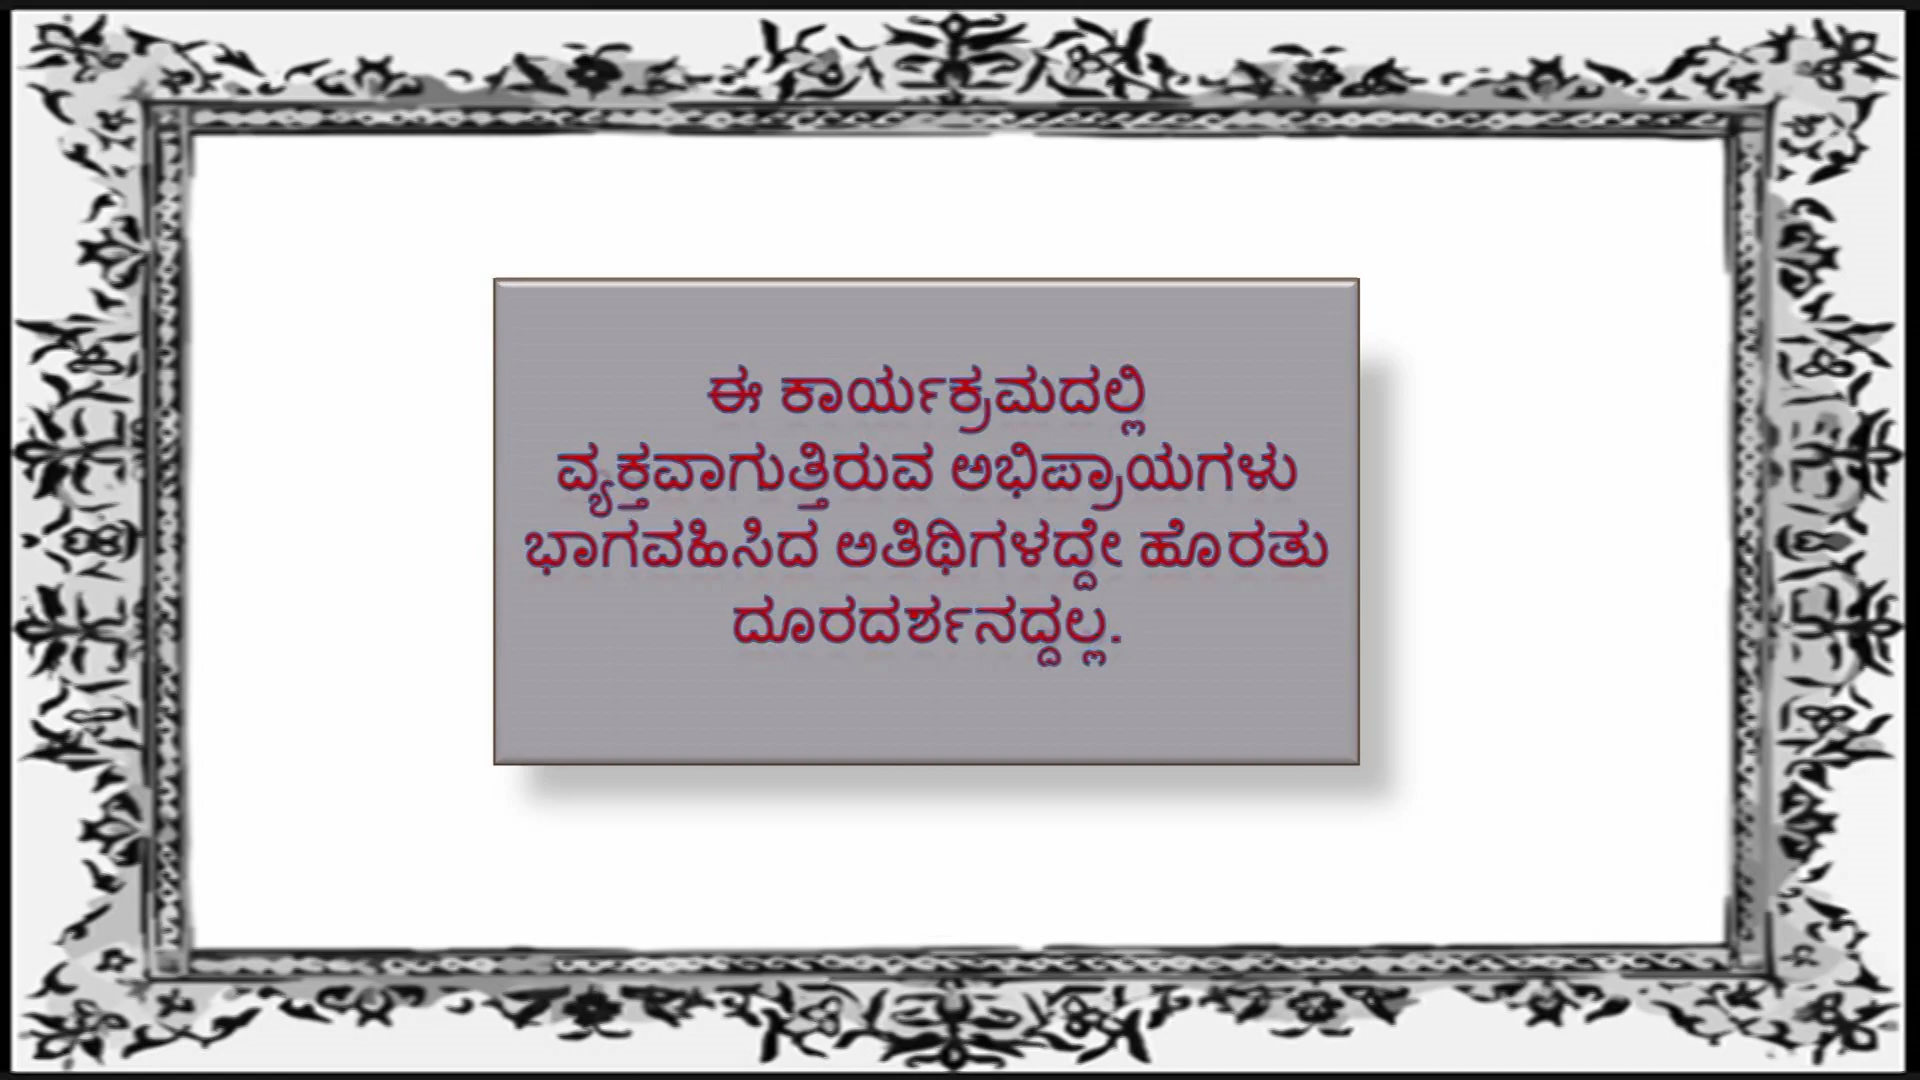 ಈ ಕಾರ್ಯಕ್ರಮದಲ್ಲಿ
ವ್ಯಕ್ತವಾಗುತ್ತಿರುವ ಅಭಿಪ್ರಾಯಗಳು
ಭಾಗವಹಿಸಿದ ಅತಿಥಿಗಳದ್ದೇ ಹೊರತು
ದೂರದರ್ಶನದ್ದಲ್ಲ.